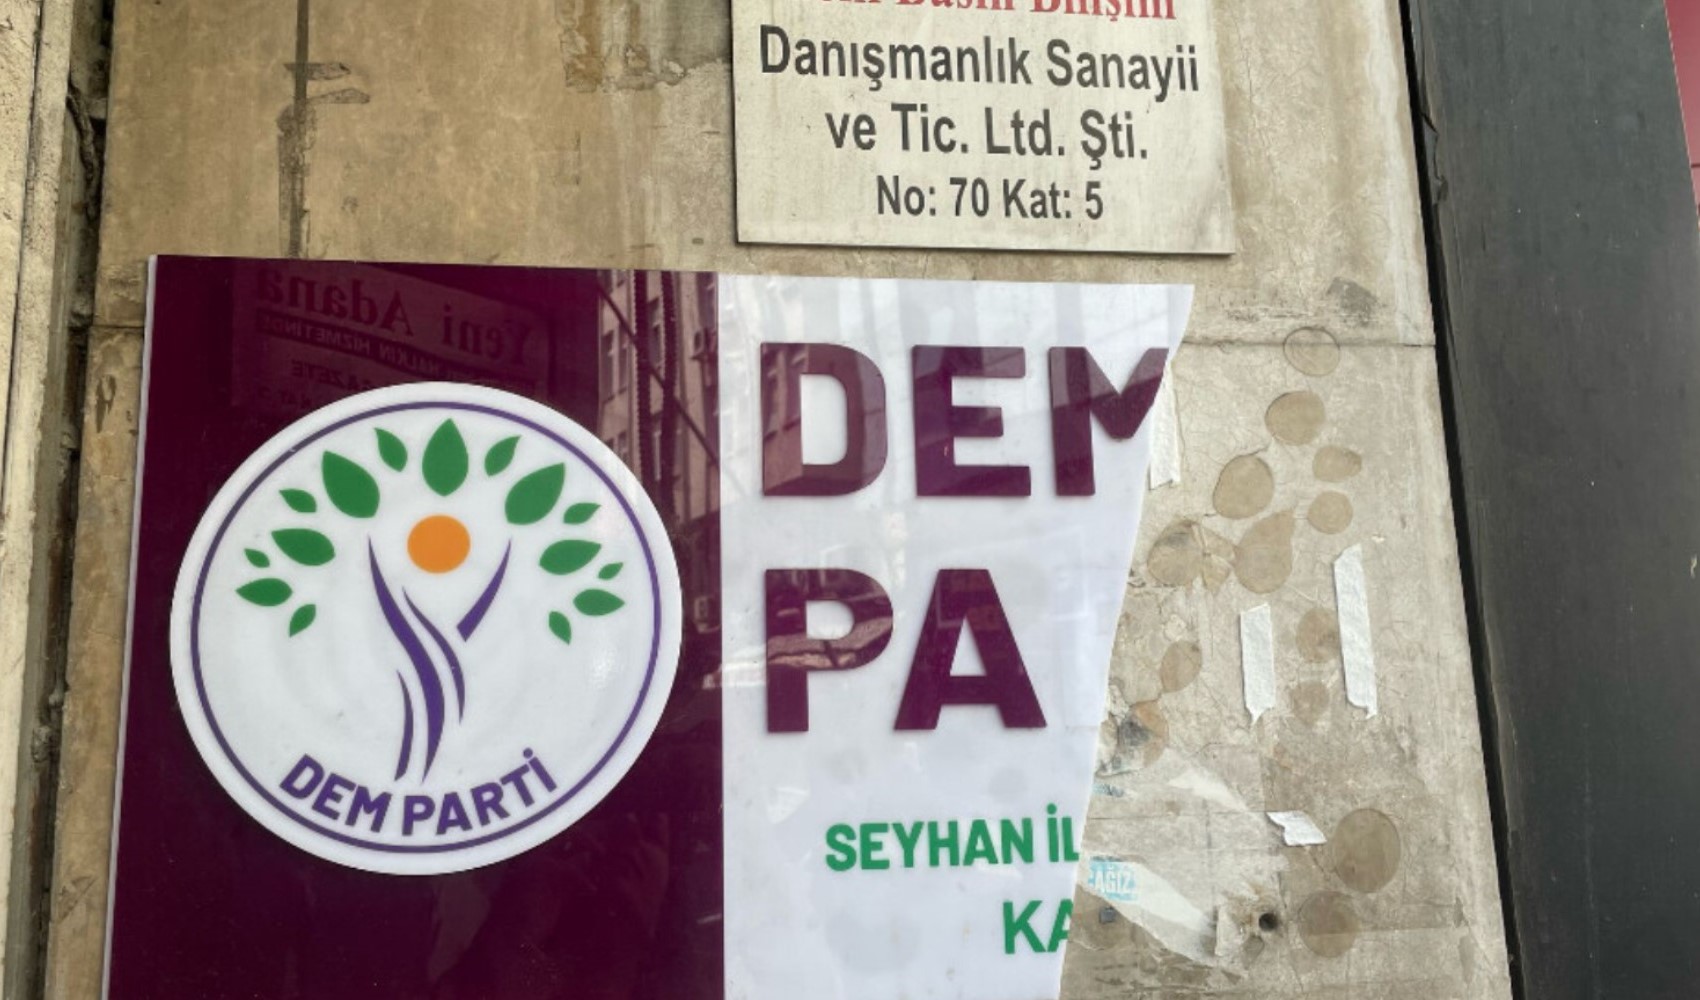 Danışmanlık Sanayii
ve Tic. Ltd. Şti.
No: 70 Kat: 5
Yeni Adana
DEM PARTİ
DEM
PA
SEYHAN İL
KA